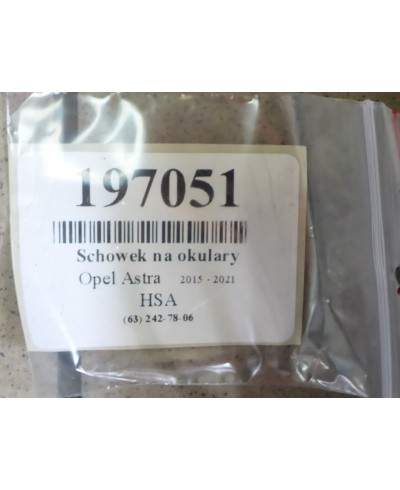 197051
Schowek na okulary
Opel Astra 2015 - 2021
HSA
(63) 242-78-06